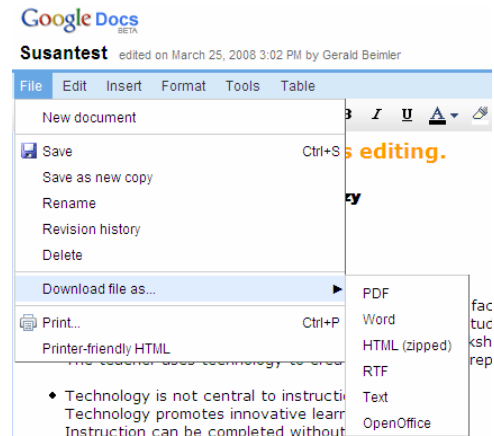 Google Docs
BETA
Susantest edited on March 25, 2008 3:02 PM by Gerald Beimler
File Edit Insert Format Tools Table
New document
I U A
Save Ctrl+S
s editing.
Save as new copy
Rename
zy
Revision history
Delete
Download file as...
PDF
Print... Ctrl+P
Word
Printer-friendly HTML
HTML (zipped)
The teacher uses technology to crea
RTF
Technology is not central to instructi
Text
Technology promotes innovative learn
OpenOffice
Instruction can be completed without